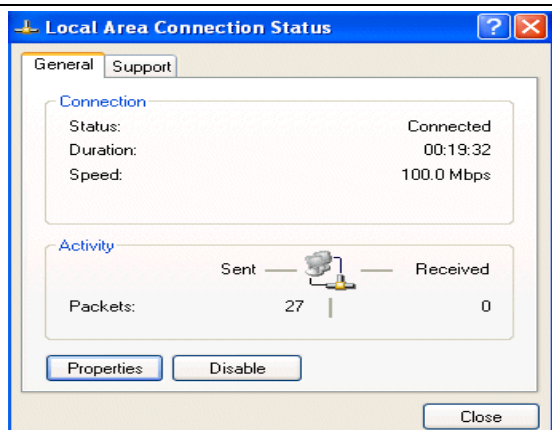 Local Area Connection Status
General Support
Connection
Status: Connected
Duration: 00:19:32
Speed: 100.0 Mbps
Activity
Sent Received
Packets: 27 0
Properties Disable
Close